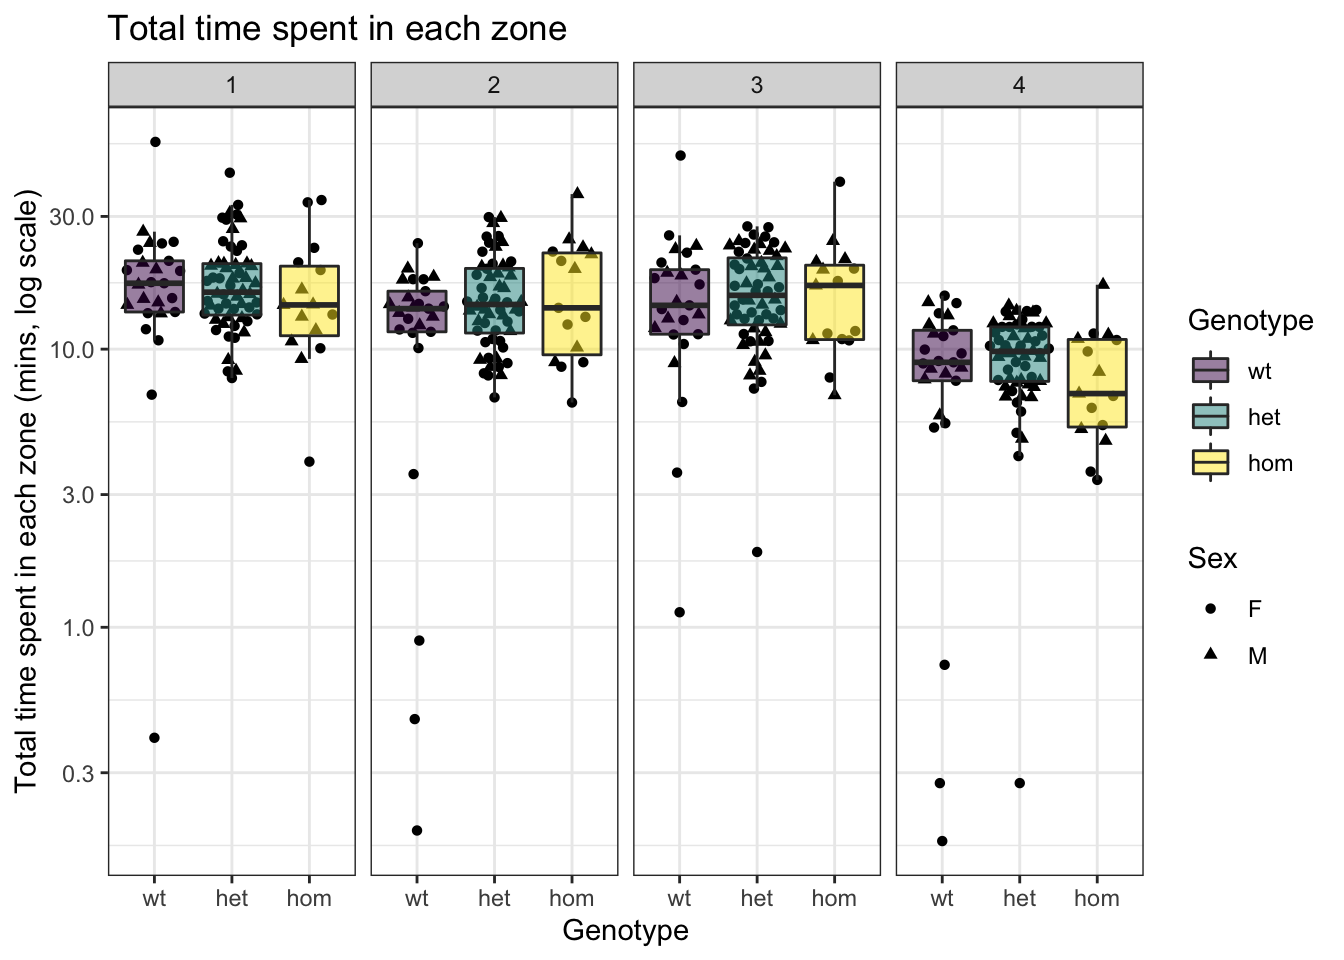 Total time spent in each zone
1
2
3
4
Total time spent in each zone (mins, log scale)
30.0
10.0
3.0
1.0
0.3
wt
het
hom
wt
het
hom
wt
het
hom
wt
het
hom
Genotype
Genotype
wt
het
hom
Sex
F
M